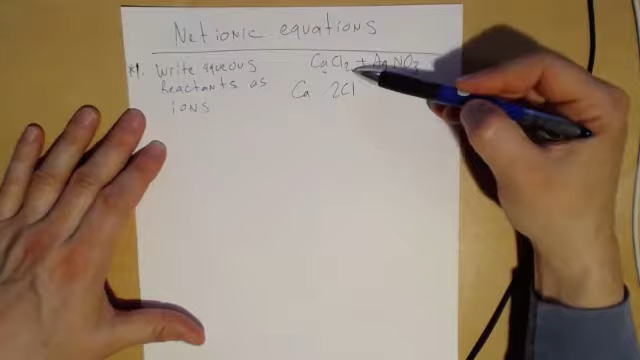 Net ionic equations
*1. Write aqueous
Reactants as
ions
CaCl2 + AgNO3
Ca 2Cl